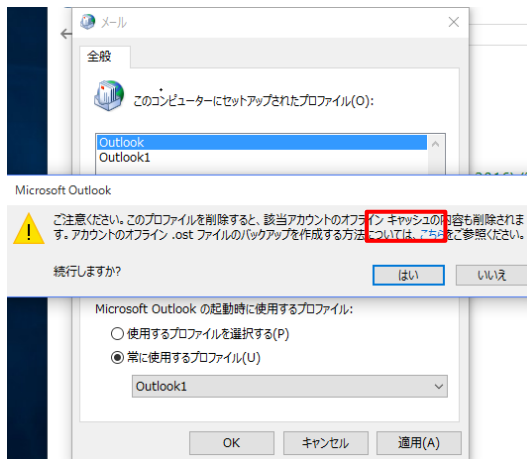 メール
全般
このコンピューターにセットアップされたプロファイル(O):
Outlook
Outlook1
Microsoft Outlook
ご注意ください。このプロファイルを削除すると、該当アカウントのオフライン キャッシュの内容も削除されま
す。アカウントのオフライン .ost ファイルのバックアップを作成する方法については、こちらをご参照ください。
続行しますか?
はい
いいえ
Microsoft Outlook の起動時に使用するプロファイル:
使用するプロファイルを選択する(P)
常に使用するプロファイル(U)
Outlook1
OK
キャンセル
適用(A)